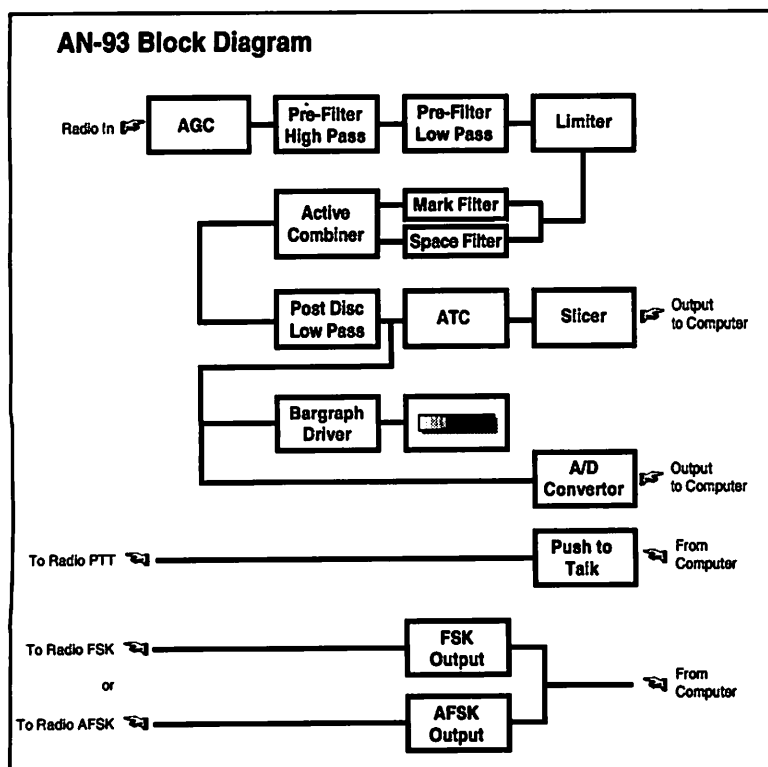 AN-93 Block Diagram
Radio In
AGC
Pre-Filter
High Pass
Pre-Filter
Low Pass
Limiter
Active
Combiner
Mark Filter
Space Filter
Post Disc
Low Pass
ATC
Slicer
Output
to Computer
Bargraph
Driver
A/D
Convertor
Output
to Computer
To Radio PTT
Push to
Talk
From
Computer
To Radio FSK
FSK
Output
or
From
Computer
To Radio AFSK
AFSK
Output